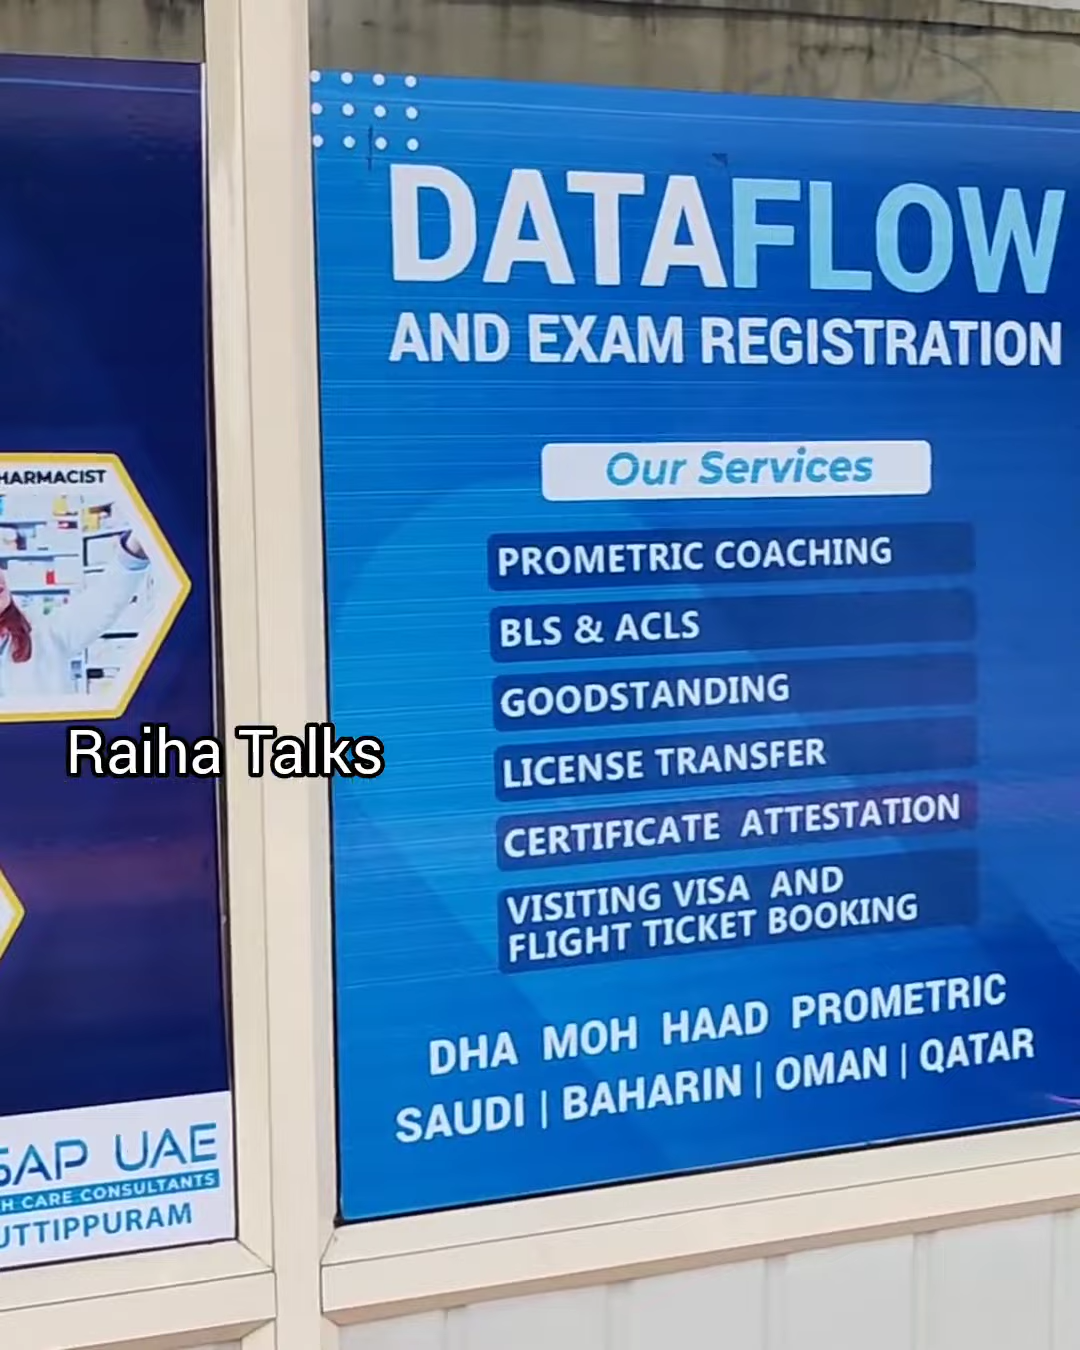 DATAFLOW
AND EXAM REGISTRATION
Our Services
PROMETRIC COACHING
BLS & ACLS
GOODSTANDING
LICENSE TRANSFER
CERTIFICATE ATTESTATION
VISITING VISA AND
FLIGHT TICKET BOOKING
DHA MOH HAAD PROMETRIC
SAUDI | BAHARIN | OMAN | QATAR
HARMACIST
Raiha Talks
SAP UAE
H CARE CONSULTANTS
UTTIPPURAM